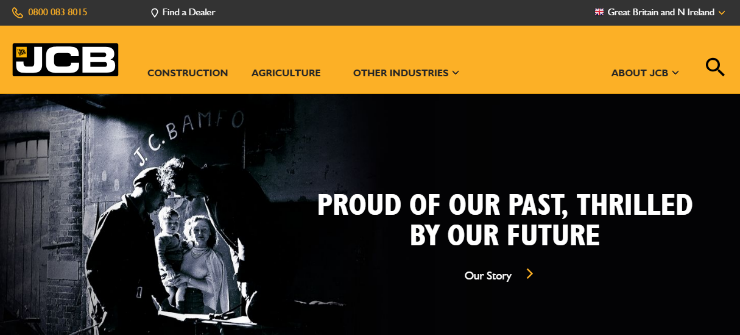 0800 083 8015
Find a Dealer
Great Britain and N Ireland
JCB
CONSTRUCTION
AGRICULTURE
OTHER INDUSTRIES
ABOUT JCB
J.C.BAMFO
PROUD OF OUR PAST, THRILLED
BY OUR FUTURE
Our Story